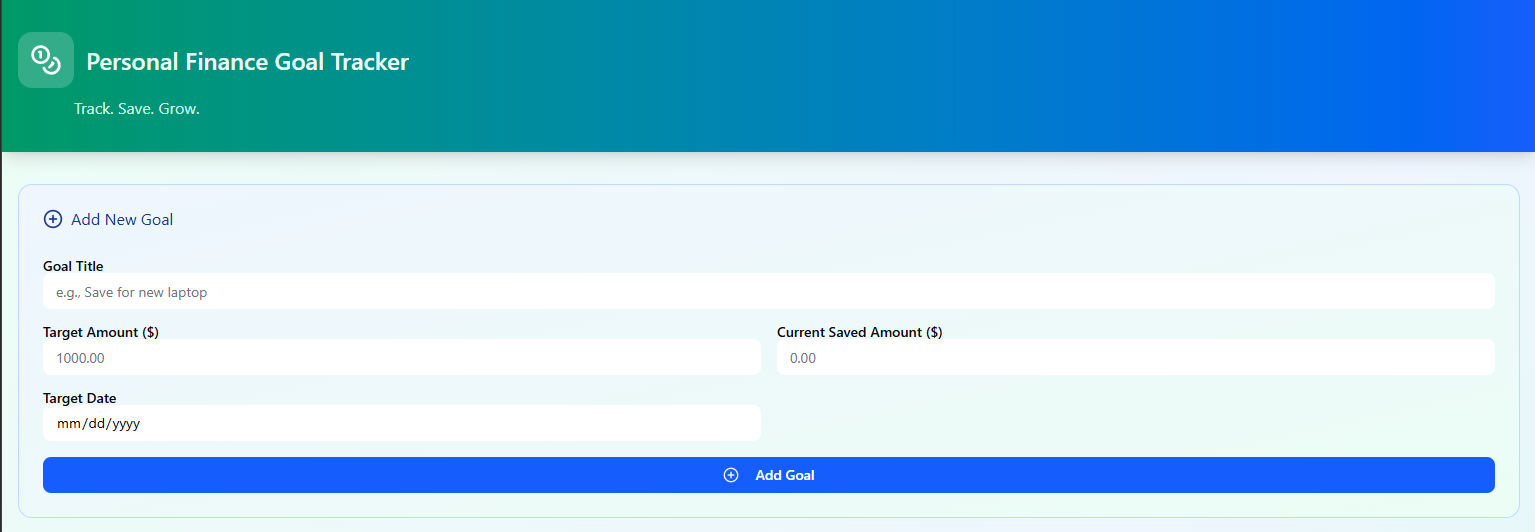 Personal Finance Goal Tracker
Track. Save. Grow.
Add New Goal
Goal Title
e.g., Save for new laptop
Target Amount ($)
Current Saved Amount ($)
1000.00
0.00
Target Date
mm/dd/yyyy
Add Goal